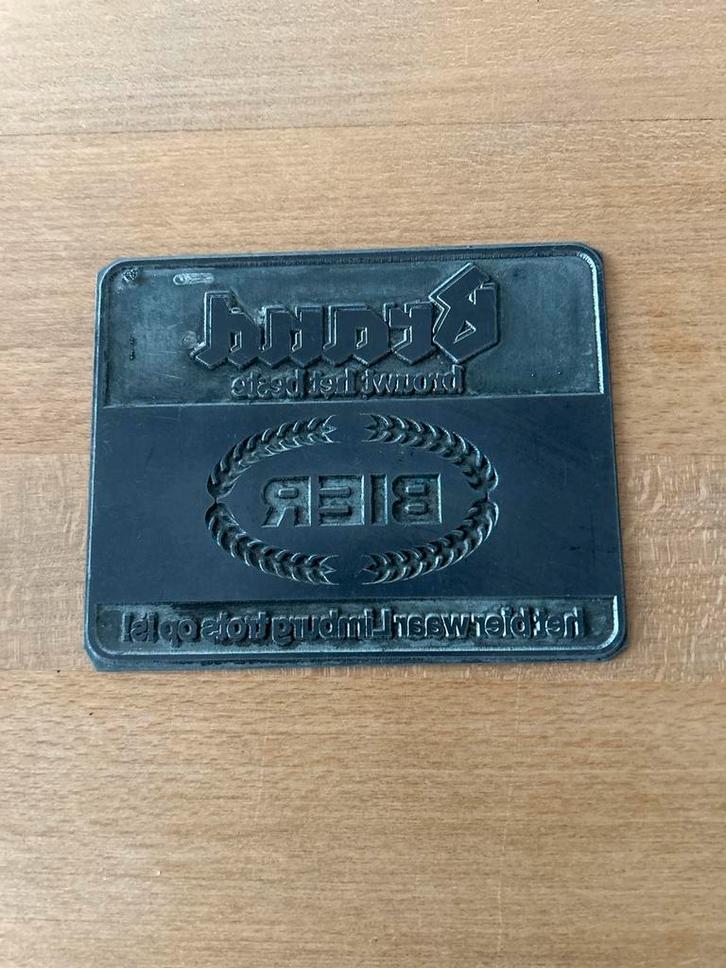 Brand
brouwt het beste
BIER
het bier waar Limburg trots op is!